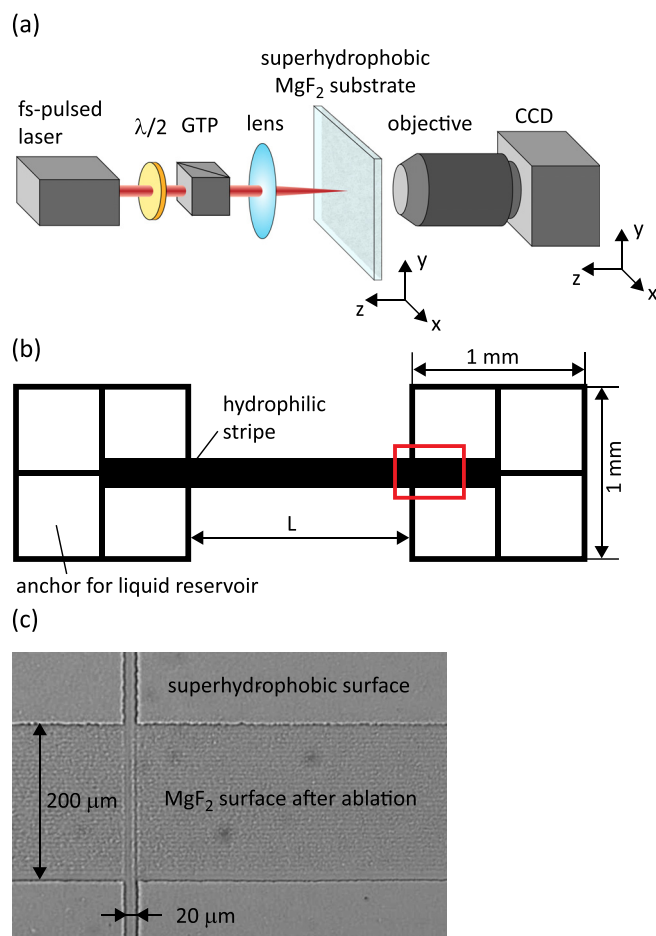 (a)
superhydrophobic
MgF₂ substrate
fs-pulsed
laser
λ/2
GTP
lens
objective
CCD
y
z
x
y
z
x
(b)
1 mm
hydrophilic
stripe
1 mm
L
anchor for liquid reservoir
(c)
superhydrophobic surface
200 µm
MgF₂ surface after ablation
20 µm